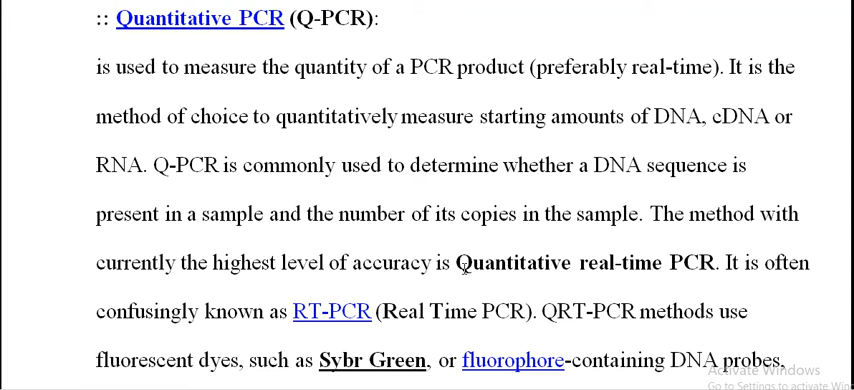 :: Quantitative PCR (Q-PCR):
is used to measure the quantity of a PCR product (preferably real-time). It is the
method of choice to quantitatively measure starting amounts of DNA, cDNA or
RNA. Q-PCR is commonly used to determine whether a DNA sequence is
present in a sample and the number of its copies in the sample. The method with
currently the highest level of accuracy is Quantitative real-time PCR. It is often
confusingly known as RT-PCR (Real Time PCR). QRT-PCR methods use
fluorescent dyes, such as Sybr Green, or fluorophore-containing DNA probes,
Activate Windows
Go to Settings to activate Win